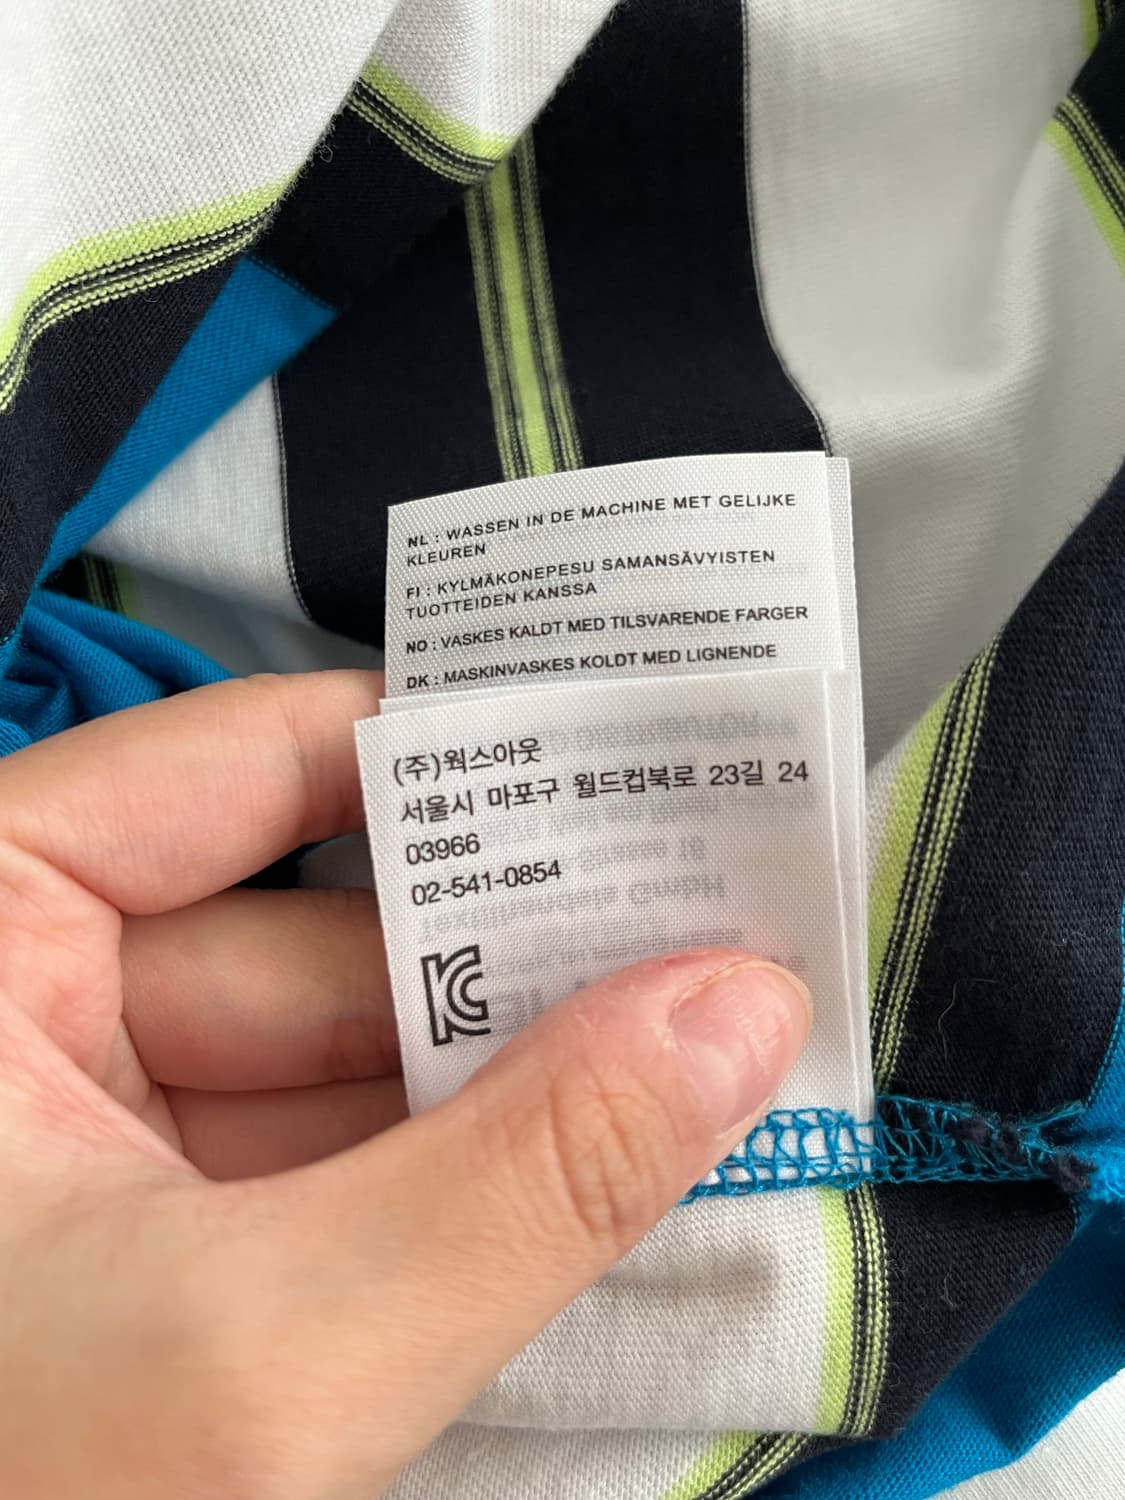 NL : WASSEN IN DE MACHINE MET GELIJKE
KLEUREN
FI : KYLMÄKONEPESU SAMANSÄVYISTEN
TUOTTEIDEN KANSSA
NO : VASKES KALDT MED TILSVARENDE FARGER
DK : MASKINVASKES KOLDT MED LIGNENDE
(주)웍스아웃
서울시 마포구 월드컵북로 23길 24
03966
02-541-0854